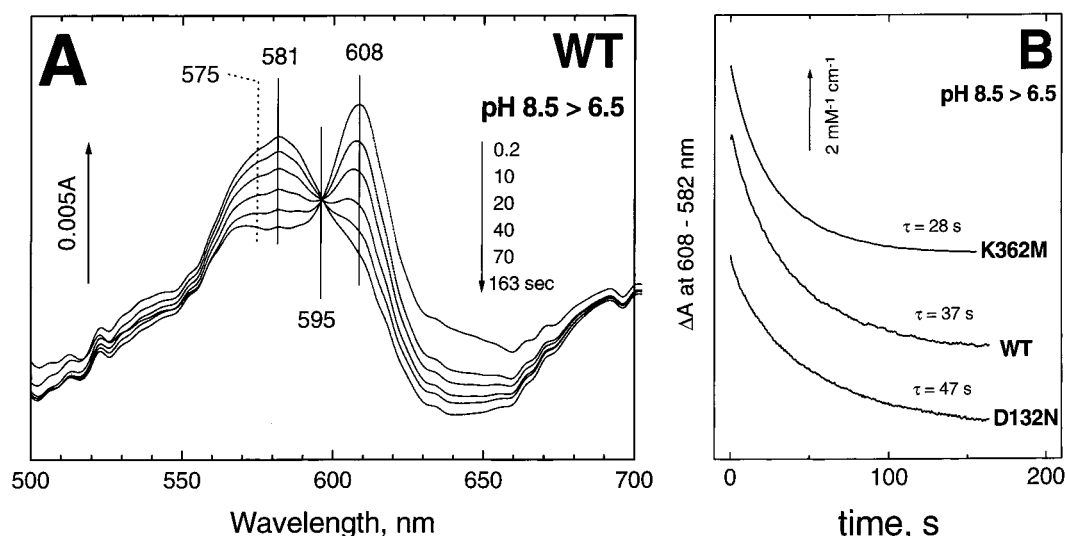 A
WT
581
608
575
pH 8.5 > 6.5
0.2
10
20
40
70
163 sec
0.005A
595
500
550
600
650
700
Wavelength, nm
B
pH 8.5 > 6.5
2 mM⁻¹ cm⁻¹
ΔA at 608 - 582 nm
τ = 28 s
K362M
τ = 37 s
WT
τ = 47 s
D132N
0
100
200
time, s